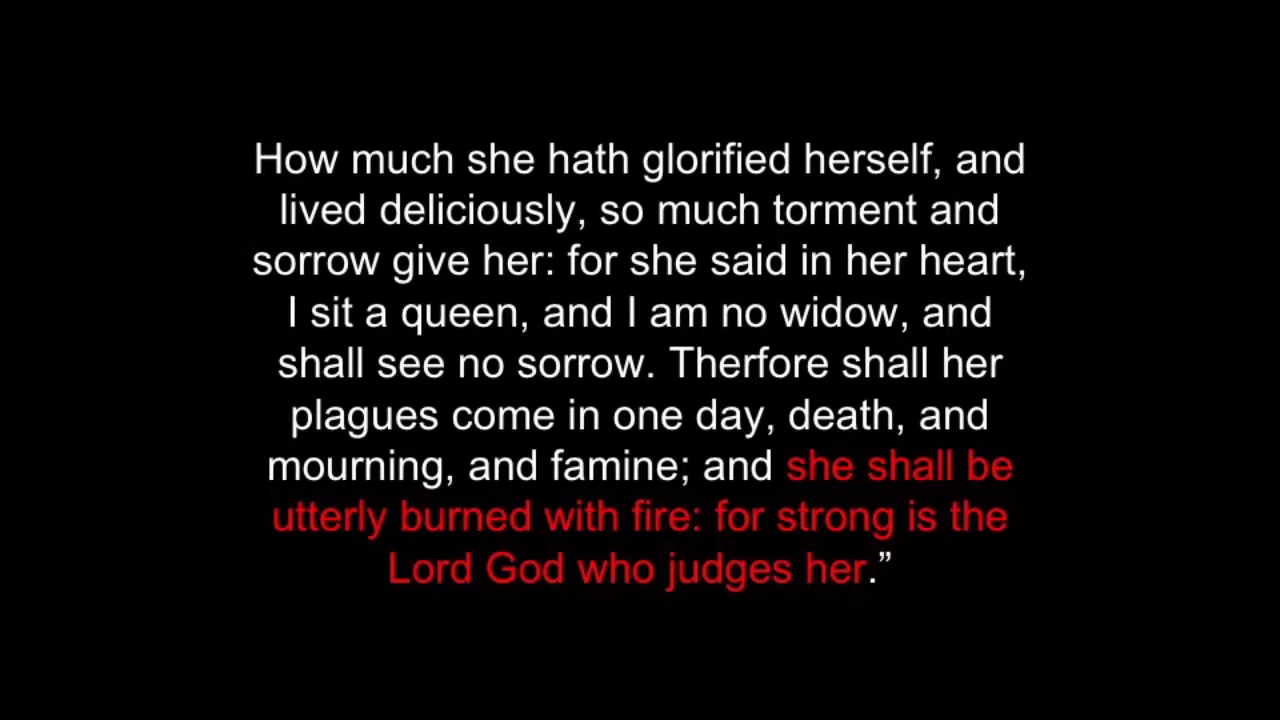 How much she hath glorified herself, and
lived deliciously, so much torment and
sorrow give her: for she said in her heart,
I sit a queen, and I am no widow, and
shall see no sorrow. Therfore shall her
plagues come in one day, death, and
mourning, and famine; and she shall be
utterly burned with fire: for strong is the
Lord God who judges her.”